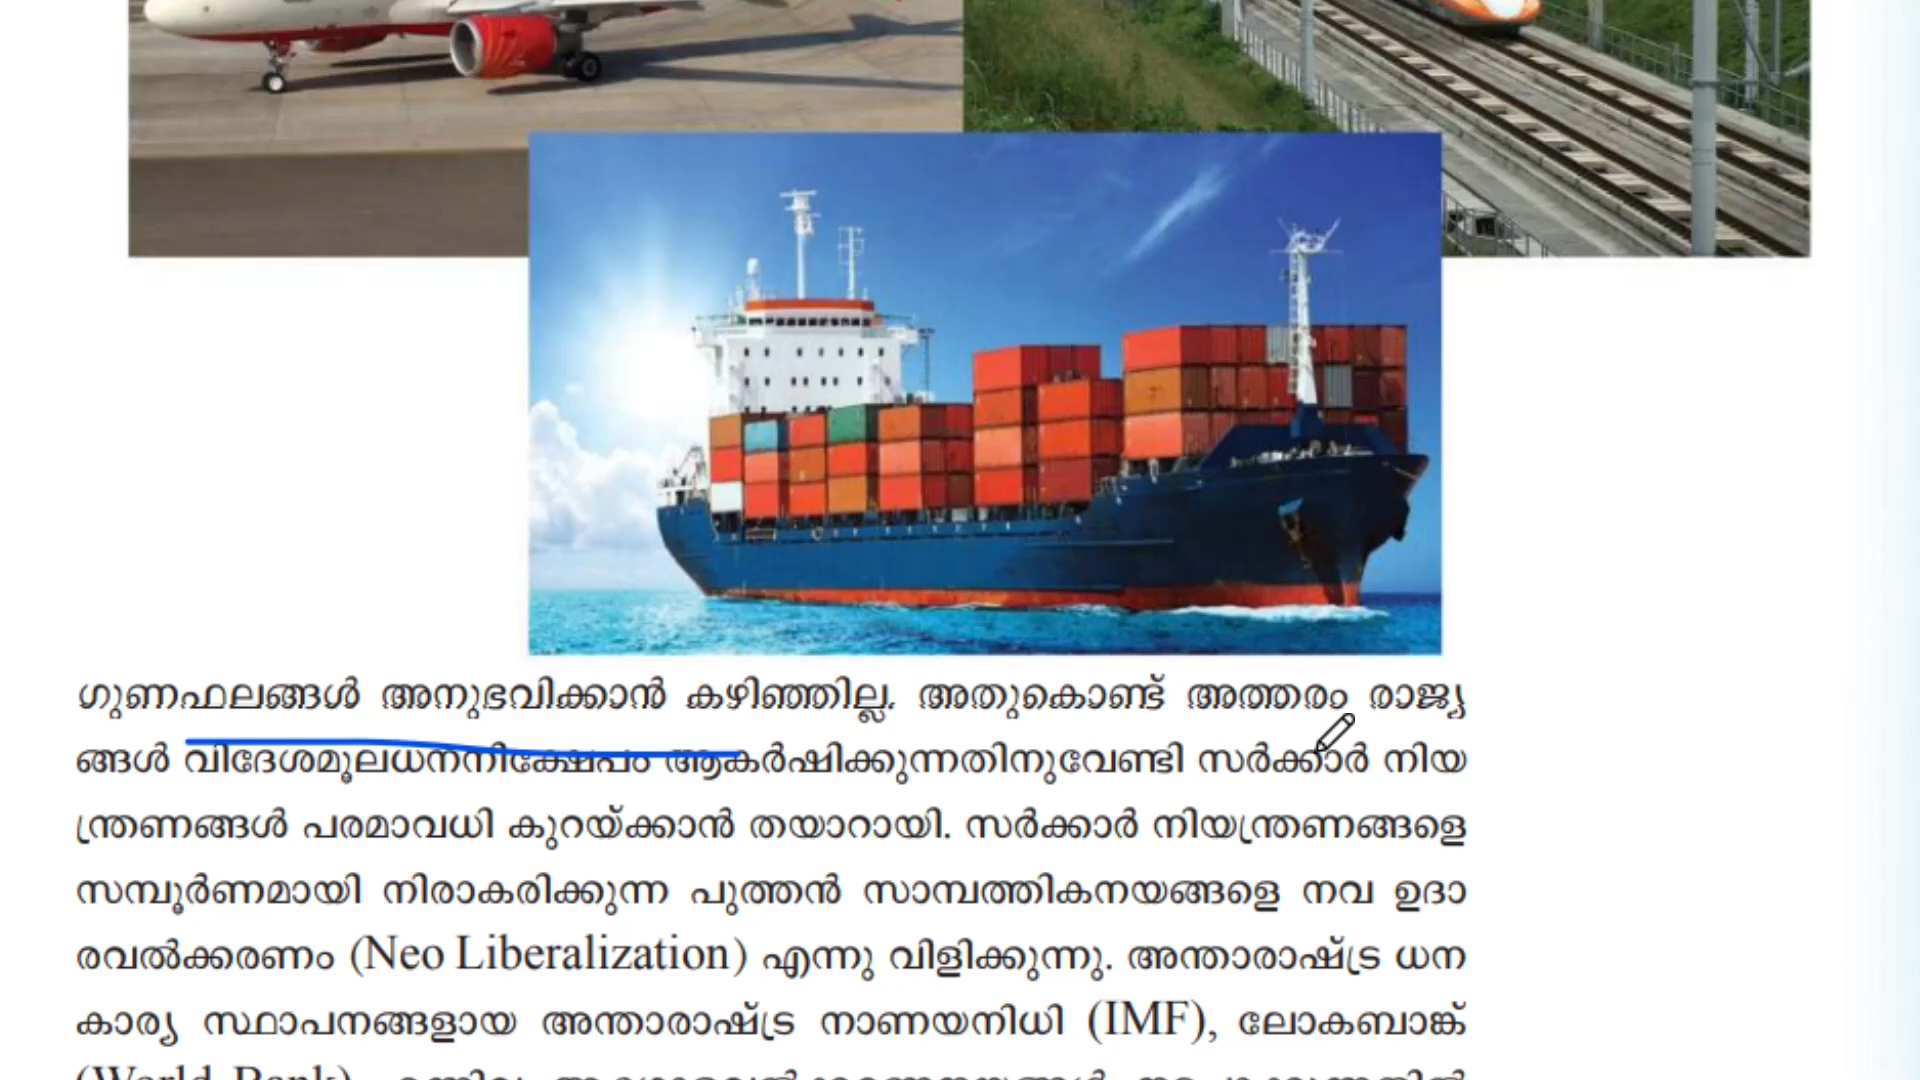 ഗുണഫലങ്ങൾ അനുഭവിക്കാൻ കഴിഞ്ഞില്ല. അതുകൊണ്ട് അത്തരം രാജ്യ
ങ്ങൾ വിദേശമൂലധനനിക്ഷേപം ആകർഷിക്കുന്നതിനുവേണ്ടി സർക്കാർ നിയ
ന്ത്രണങ്ങൾ പരമാവധി കുറയ്ക്കാൻ തയാറായി. സർക്കാർ നിയന്ത്രണങ്ങളെ
സമ്പൂർണമായി നിരാകരിക്കുന്ന പുത്തൻ സാമ്പത്തികനയങ്ങളെ നവ ഉദാ
രവൽക്കരണം (Neo Liberalization) എന്നു വിളിക്കുന്നു. അന്താരാഷ്ട്ര ധന
കാര്യ സ്ഥാപനങ്ങളായ അന്താരാഷ്ട്ര നാണയനിധി (IMF), ലോകബാങ്ക്
(World Bank)